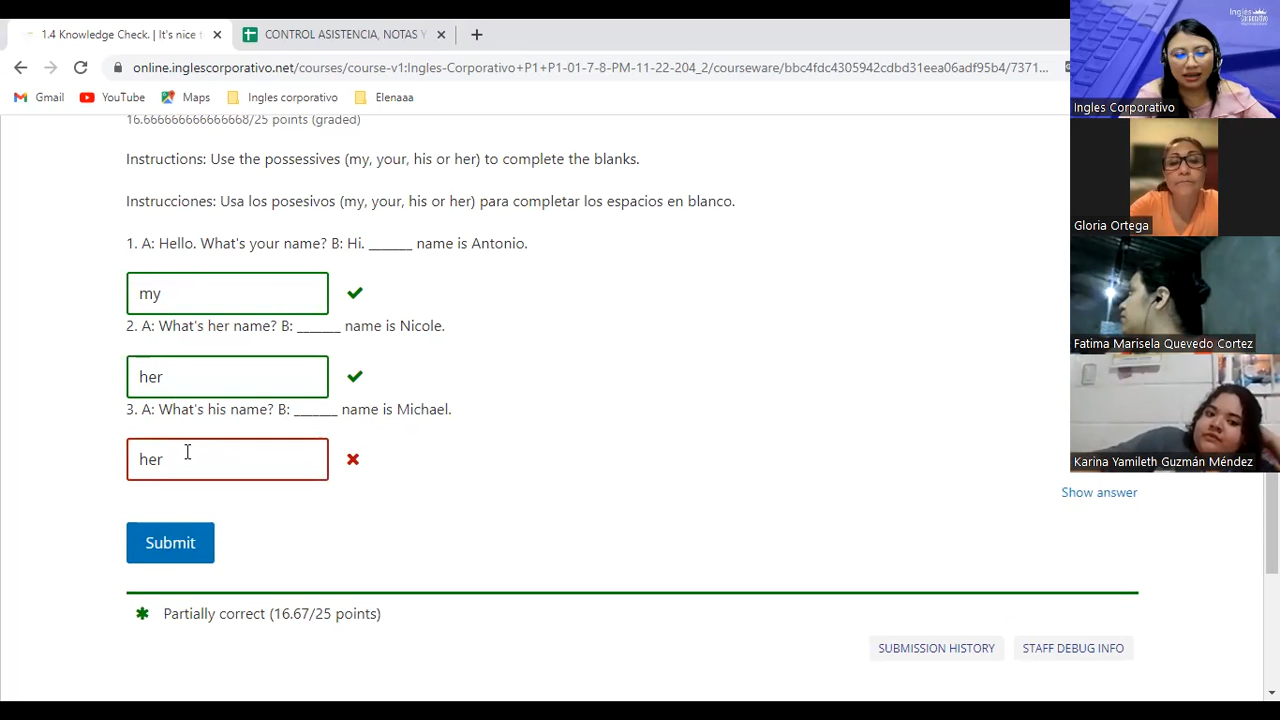 1.4 Knowledge Check. | It's nice t
CONTROL ASISTENCIA, NOTAS Y
online.inglescorporativo.net/courses/course-v1:Ingles-Corporativo+P1+P1-01-7-8-PM-11-22-204_2/courseware/bbc4fdc4305942cdbd31eea06adf95b4/7371...
Gmail YouTube Maps Ingles corporativo Elenaaa
16.666666666666668/25 points (graded)
Instructions: Use the possessives (my, your, his or her) to complete the blanks.
Instrucciones: Usa los posesivos (my, your, his or her) para completar los espacios en blanco.
1. A: Hello. What's your name? B: Hi. _______ name is Antonio.
my
2. A: What's her name? B: _______ name is Nicole.
her
3. A: What's his name? B: _______ name is Michael.
her
Show answer
Submit
Partially correct (16.67/25 points)
SUBMISSION HISTORY STAFF DEBUG INFO
Ingles
CORPORATIVO
Ingles Corporativo
Gloria Ortega
Fatima Marisela Quevedo Cortez
Karina Yamileth Guzmán Méndez